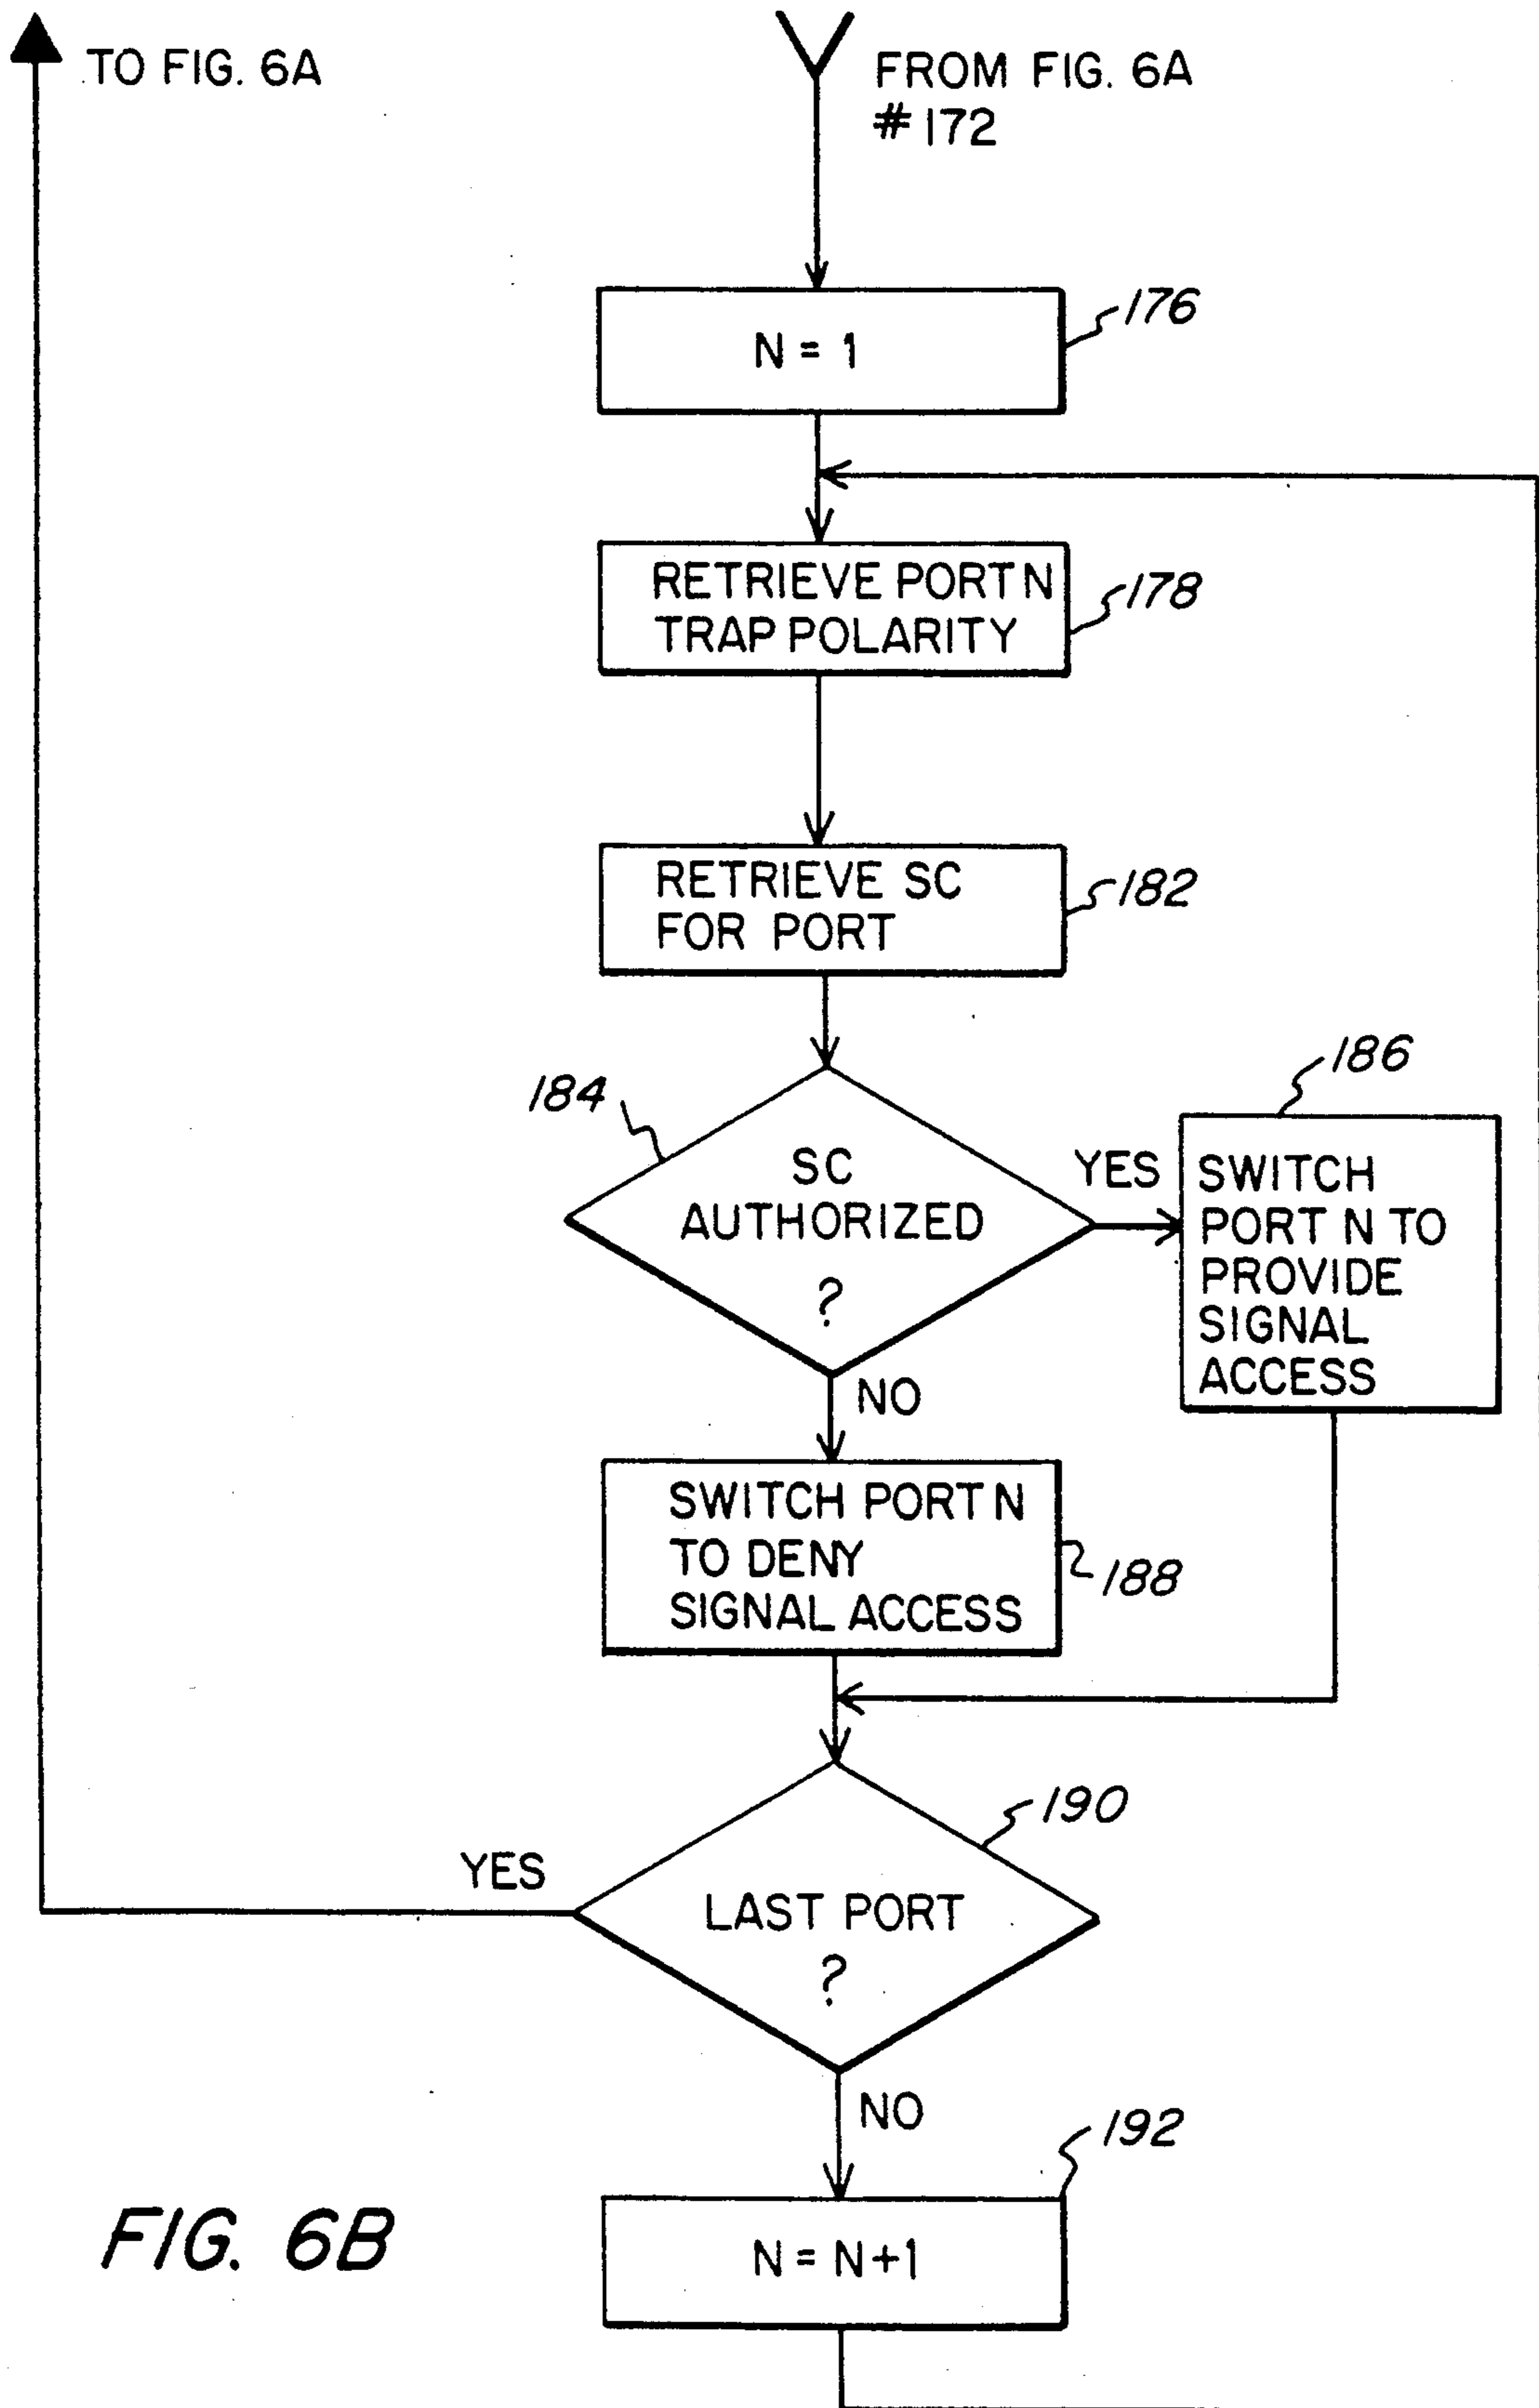 TO FIG. 6A
FROM FIG. 6A
#172
N = 1
176
RETRIEVE PORT N
TRAP POLARITY
178
RETRIEVE SC
FOR PORT
182
184
SC
AUTHORIZED
?
YES
186
SWITCH
PORT N TO
PROVIDE
SIGNAL
ACCESS
NO
SWITCH PORT N
TO DENY
SIGNAL ACCESS
188
190
YES
LAST PORT
?
NO
192
N = N+1
FIG. 6B